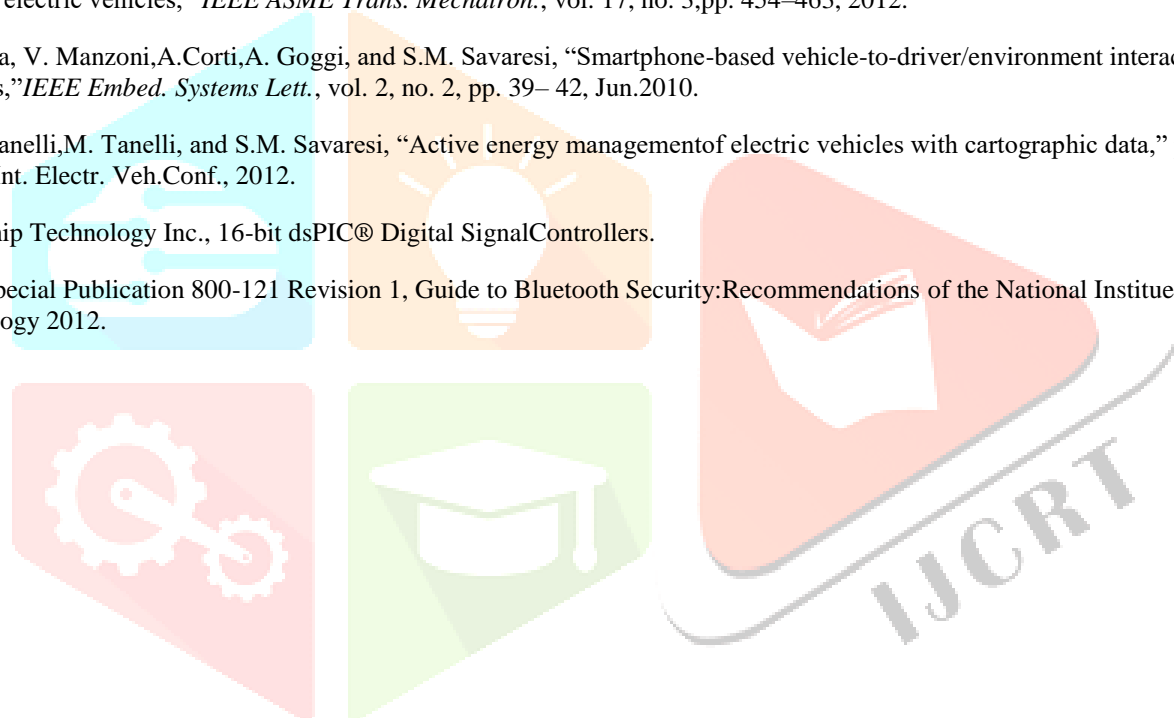 electric vehicles," IEEE ASME Trans. Mechatron., vol. 17, no. 3,pp. 454–463, 2012.
a, V. Manzoni,A.Corti,A. Goggi, and S.M. Savaresi, “Smartphone-based vehicle-to-driver/environment interac
s,”IEEE Embed. Systems Lett., vol. 2, no. 2, pp. 39– 42, Jun.2010.
anelli,M. Tanelli, and S.M. Savaresi, “Active energy managementof electric vehicles with cartographic data,”
nt. Electr. Veh.Conf., 2012.
ip Technology Inc., 16-bit dsPIC® Digital SignalControllers.
pecial Publication 800-121 Revision 1, Guide to Bluetooth Security:Recommendations of the National Institue
ogy 2012.
IJCRT